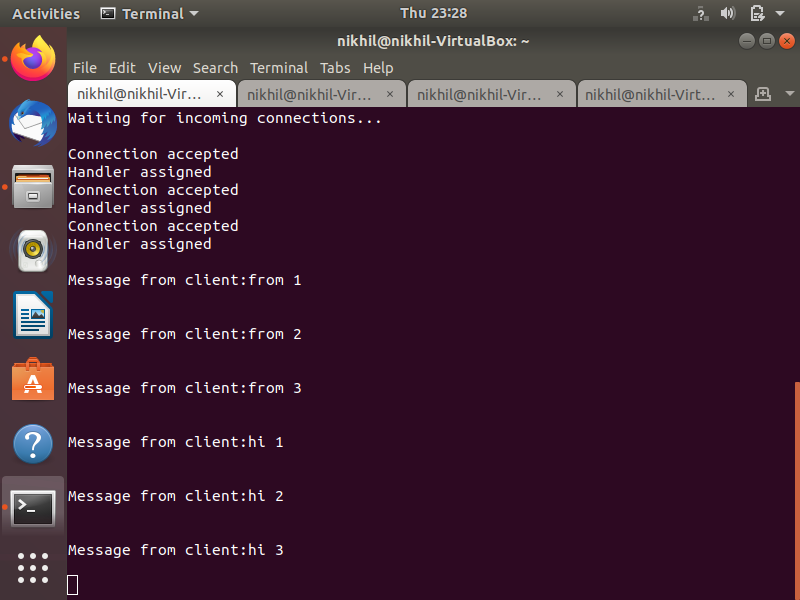 Activities Terminal Thu 23:28
nikhil@nikhil-VirtualBox: ~
File Edit View Search Terminal Tabs Help
nikhil@nikhil-Vir... × nikhil@nikhil-Vir... × nikhil@nikhil-Vir... × nikhil@nikhil-Virt... ×
Waiting for incoming connections...
Connection accepted
Handler assigned
Connection accepted
Handler assigned
Connection accepted
Handler assigned
Message from client:from 1
Message from client:from 2
Message from client:from 3
Message from client:hi 1
Message from client:hi 2
Message from client:hi 3